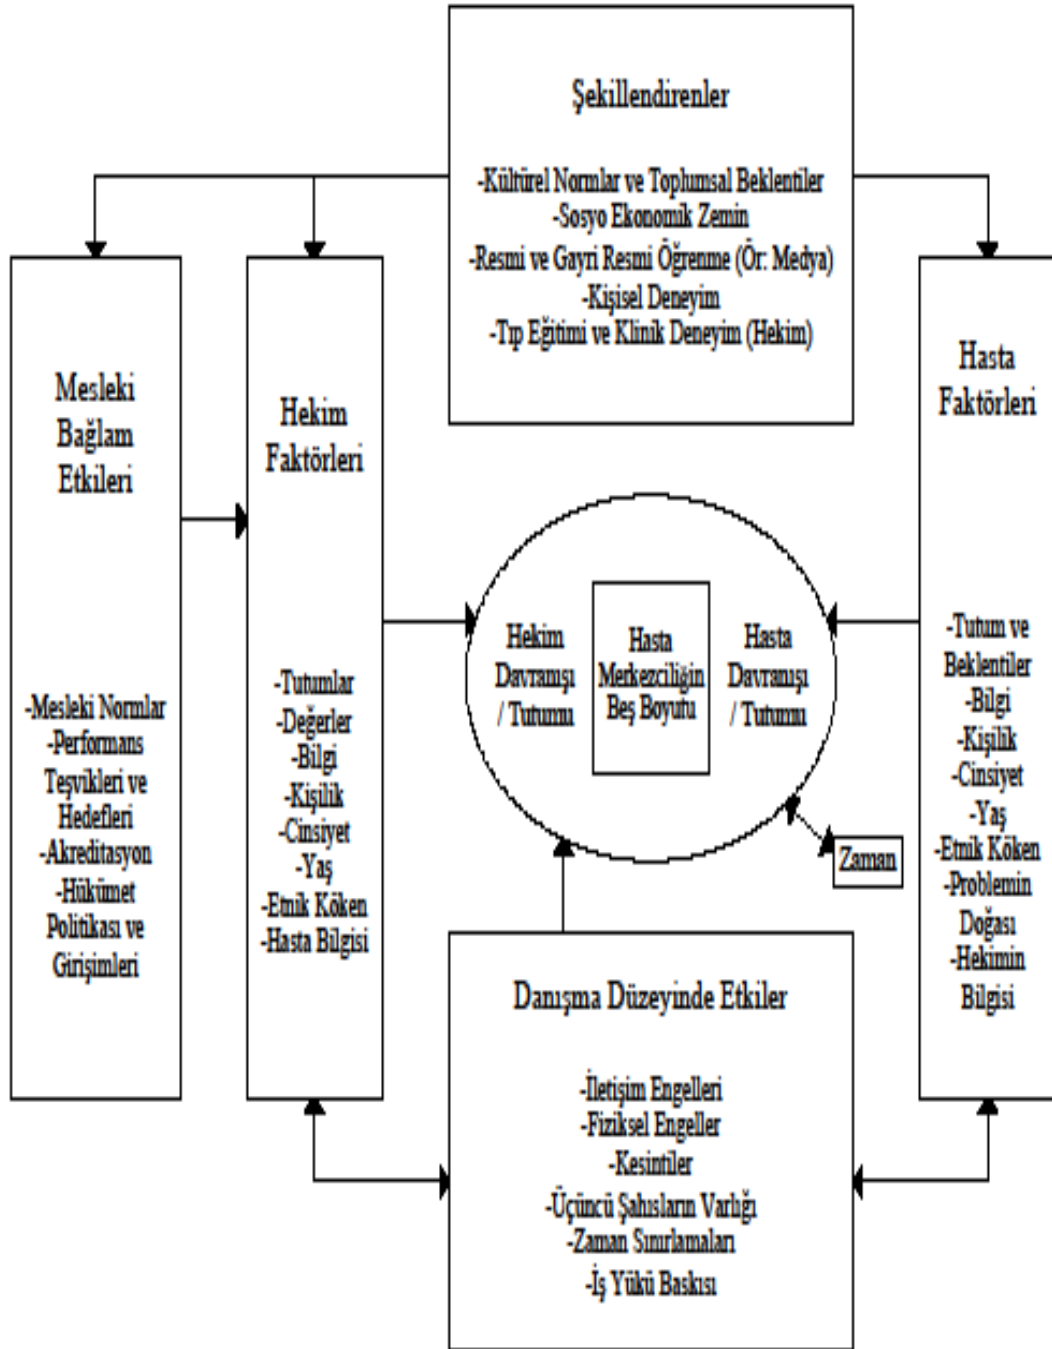 Şekillendirenler
-Kültürel Normlar ve Toplumsal Beklentiler
-Sosyo Ekonomik Zemin
-Resmi ve Gayri Resmi Öğrenme (Ör: Medya)
-Kişisel Deneyim
-Tıp Eğitimi ve Klinik Deneyim (Hekim)
Mesleki
Bağlam
Etkileri
-Mesleki Normlar
-Performans
Teşvikleri ve
Hedefleri
-Akreditasyon
-Hükümet
Politikası ve
Girişimleri
Hekim
Faktörleri
-Tutumlar
-Değerler
-Bilgi
-Kişilik
-Cinsiyet
-Yaş
-Etnik Köken
-Hasta Bilgisi
Hekim
Davranışı
/ Tutumu
Hasta
Merkezciliğin
Beş Boyutu
Hasta
Davranışı
/ Tutumu
Zaman
Hasta
Faktörleri
-Tutum ve
Beklentiler
-Bilgi
-Kişilik
-Cinsiyet
-Yaş
-Etnik Köken
-Problemin
Doğası
-Hekimin
Bilgisi
Danışma Düzeyinde Etkiler
-İletişim Engelleri
-Fiziksel Engeller
-Kesintiler
-Üçüncü Şahısların Varlığı
-Zaman Sınırlamaları
-İş Yükü Baskısı